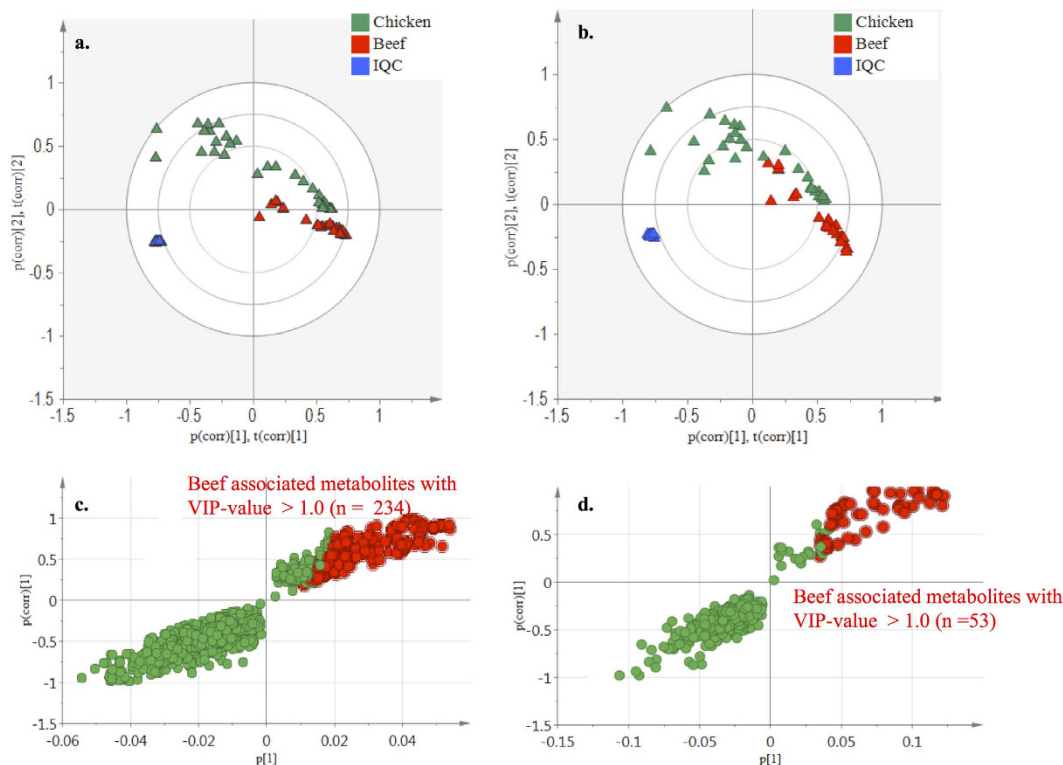 a.
Chicken
Beef
IQC
1
0.5
0
-0.5
-1
-1.5
-1.5
-1
-0.5
0
0.5
1
p(corr)[2], t(corr)[2]
p(corr)[1], t(corr)[1]
b.
Chicken
Beef
IQC
1
0.5
0
-0.5
-1
-1.5
-1.5
-1
-0.5
0
0.5
1
p(corr)[2], t(corr)[2]
p(corr)[1], t(corr)[1]
c.
Beef associated metabolites with
VIP-value > 1.0 (n = 234)
1
0.5
0
-0.5
-1
-1.5
-0.06
-0.04
-0.02
0
0.02
0.04
p(corr)[1]
p[1]
d.
Beef associated metabolites with
VIP-value > 1.0 (n =53)
0.5
0
-0.5
-1
-1.5
-0.15
-0.1
-0.05
0
0.05
0.1
p(corr)[1]
p[1]